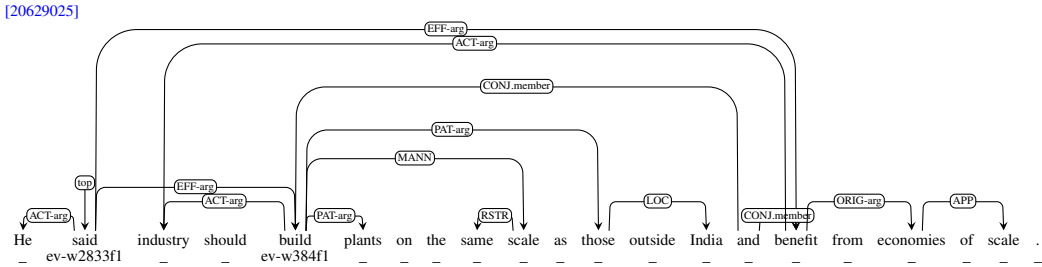 [20629025]
EFF-arg
ACT-arg
CONJ.member
PAT-arg
MANN
top
EFF-arg
ACT-arg LOC ORIG-arg APP
ACT-arg PAT-arg RSTR CONJ.member
He said industry should build plants on the same scale as those outside India and benefit from economies of scale .
_ ev-w2833f1 _ _ ev-w384f1 _ _ _ _ _ _ _ _ _ _ _ _ _ _ _ _